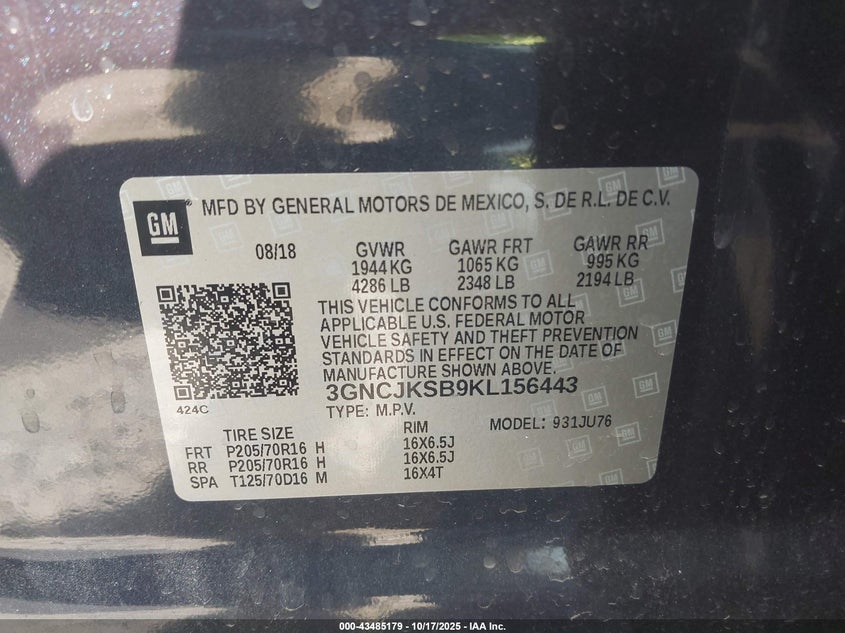 GM ® MFD BY GENERAL MOTORS DE MEXICO, S. DE R.L. DE C.V.
08/18 GVWR GAWR FRT GAWR RR
1944 KG 1065 KG 995 KG
4286 LB 2348 LB 2194 LB
THIS VEHICLE CONFORMS TO ALL
APPLICABLE U.S. FEDERAL MOTOR
VEHICLE SAFETY AND THEFT PREVENTION
STANDARDS IN EFFECT ON THE DATE OF
MANUFACTURE SHOWN ABOVE.
3GNCJKSB9KL156443
424C TYPE: M.P.V. MODEL: 931JU76
TIRE SIZE RIM
FRT P205/70R16 H 16X6.5J
RR P205/70R16 H 16X6.5J
SPA T125/70D16 M 16X4T
000-43485179 - 10/17/2025 - IAA Inc.